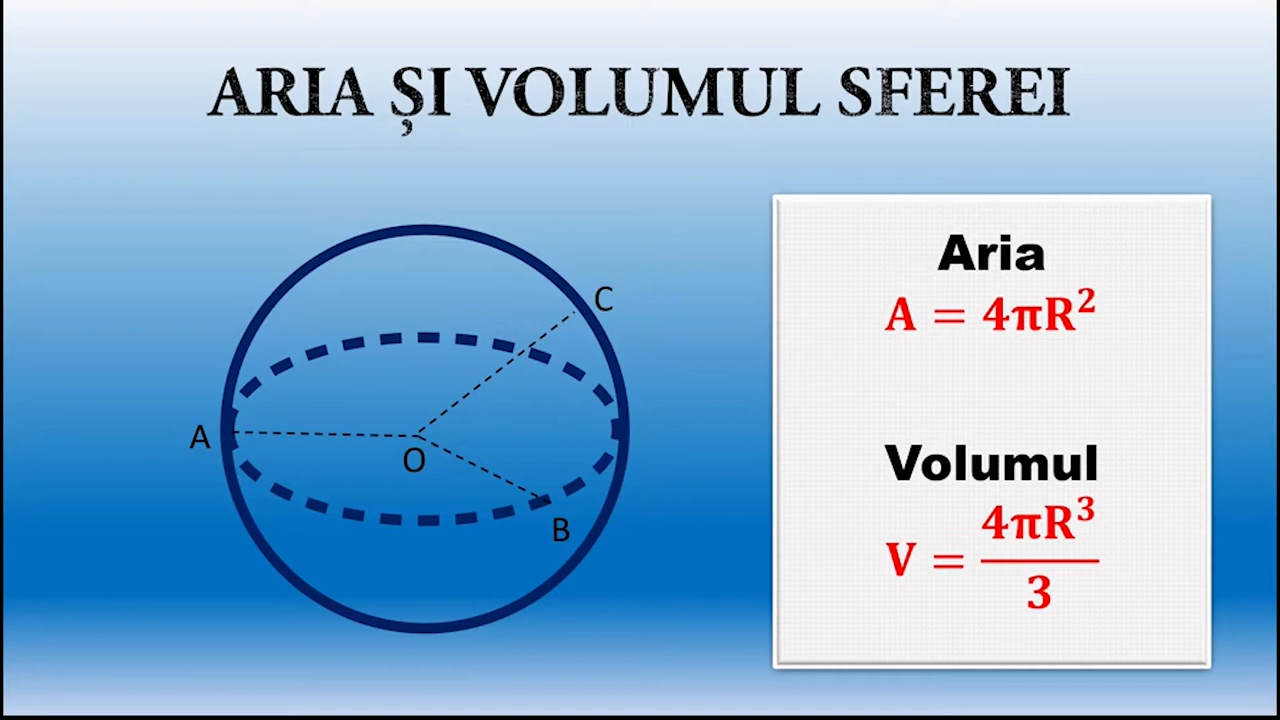 ARIA ȘI VOLUMUL SFEREI
C
A
O
B
Aria
A = 4πR²
Volumul
V = 4πR³/3